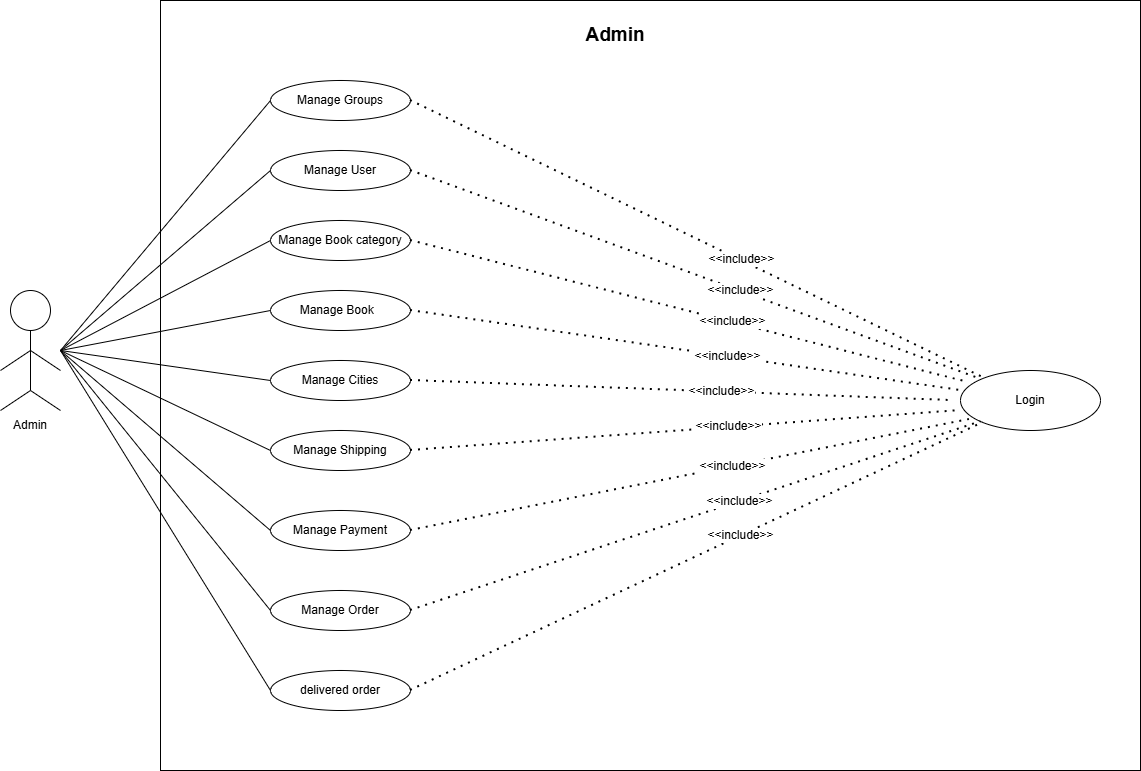 Admin
Manage Groups
Manage User
Manage Book category
Manage Book
Manage Cities
Manage Shipping
Manage Payment
Manage Order
delivered order
<<include>>
<<include>>
<<include>>
<<include>>
<<include>>
<<include>>
<<include>>
<<include>>
<<include>>
Login
Admin